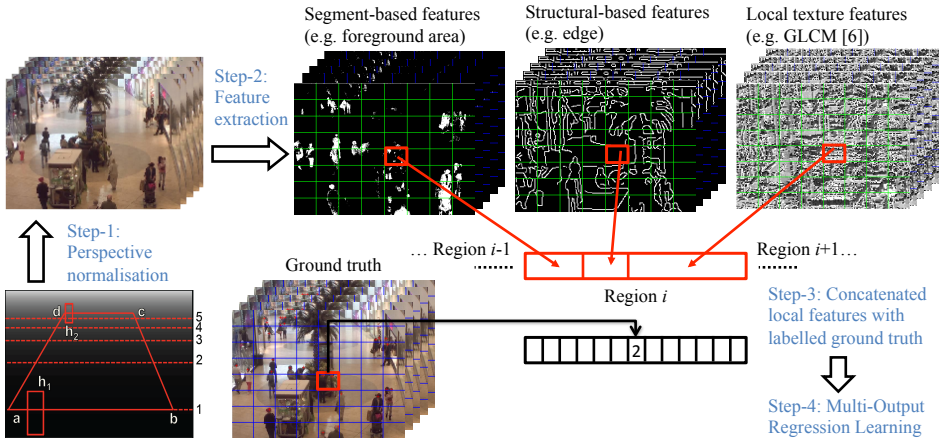 Segment-based features
(e.g. foreground area)
Structural-based features
(e.g. edge)
Local texture features
(e.g. GLCM [6])
Step-2:
Feature
extraction
Step-1:
Perspective
normalisation
... Region i-1
Region i+1...
Region i
Ground truth
2
Step-3: Concatenated
local features with
labelled ground truth
Step-4: Multi-Output
Regression Learning
d
c
h2
h1
a
b
5
4
3
2
1